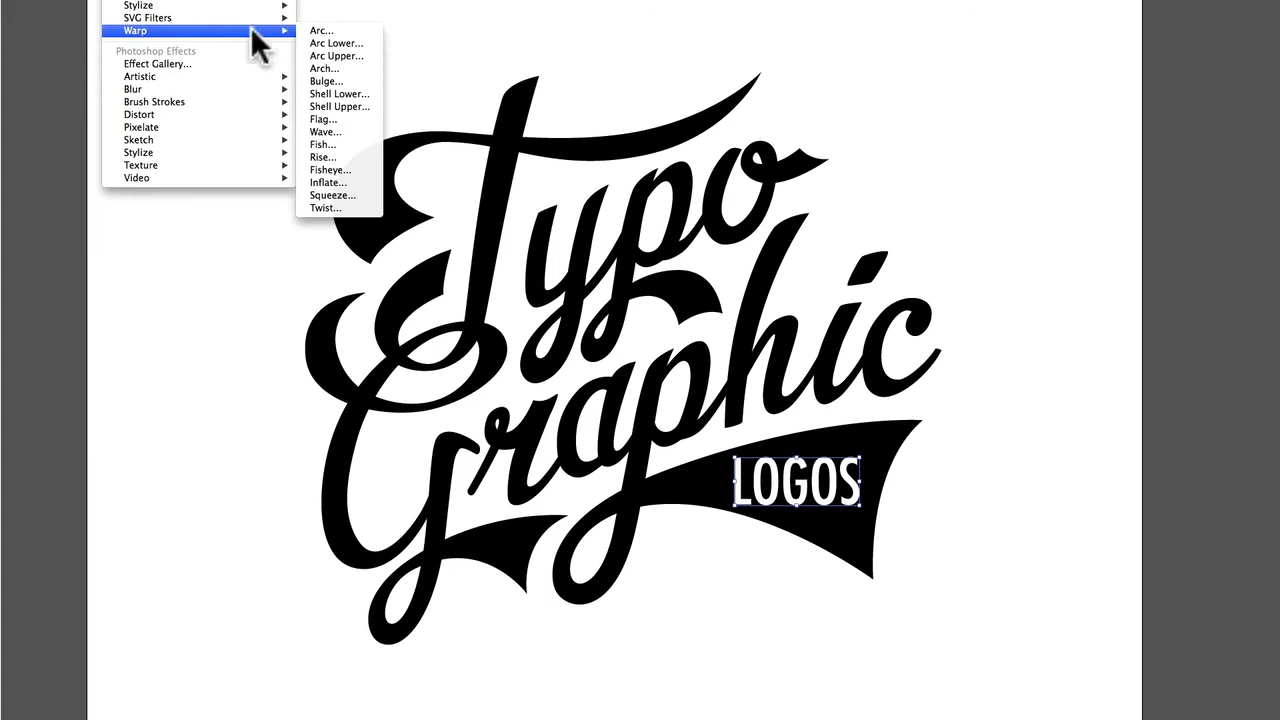 Stylize
SVG Filters
Warp
Photoshop Effects
Effect Gallery...
Artistic
Blur
Brush Strokes
Distort
Pixelate
Sketch
Stylize
Texture
Video
Arc...
Arc Lower...
Arc Upper...
Arch...
Bulge...
Shell Lower...
Shell Upper...
Flag...
Wave...
Fish...
Rise...
Fisheye...
Inflate...
Squeeze...
Twist...
Typo
Graphic
LOGOS